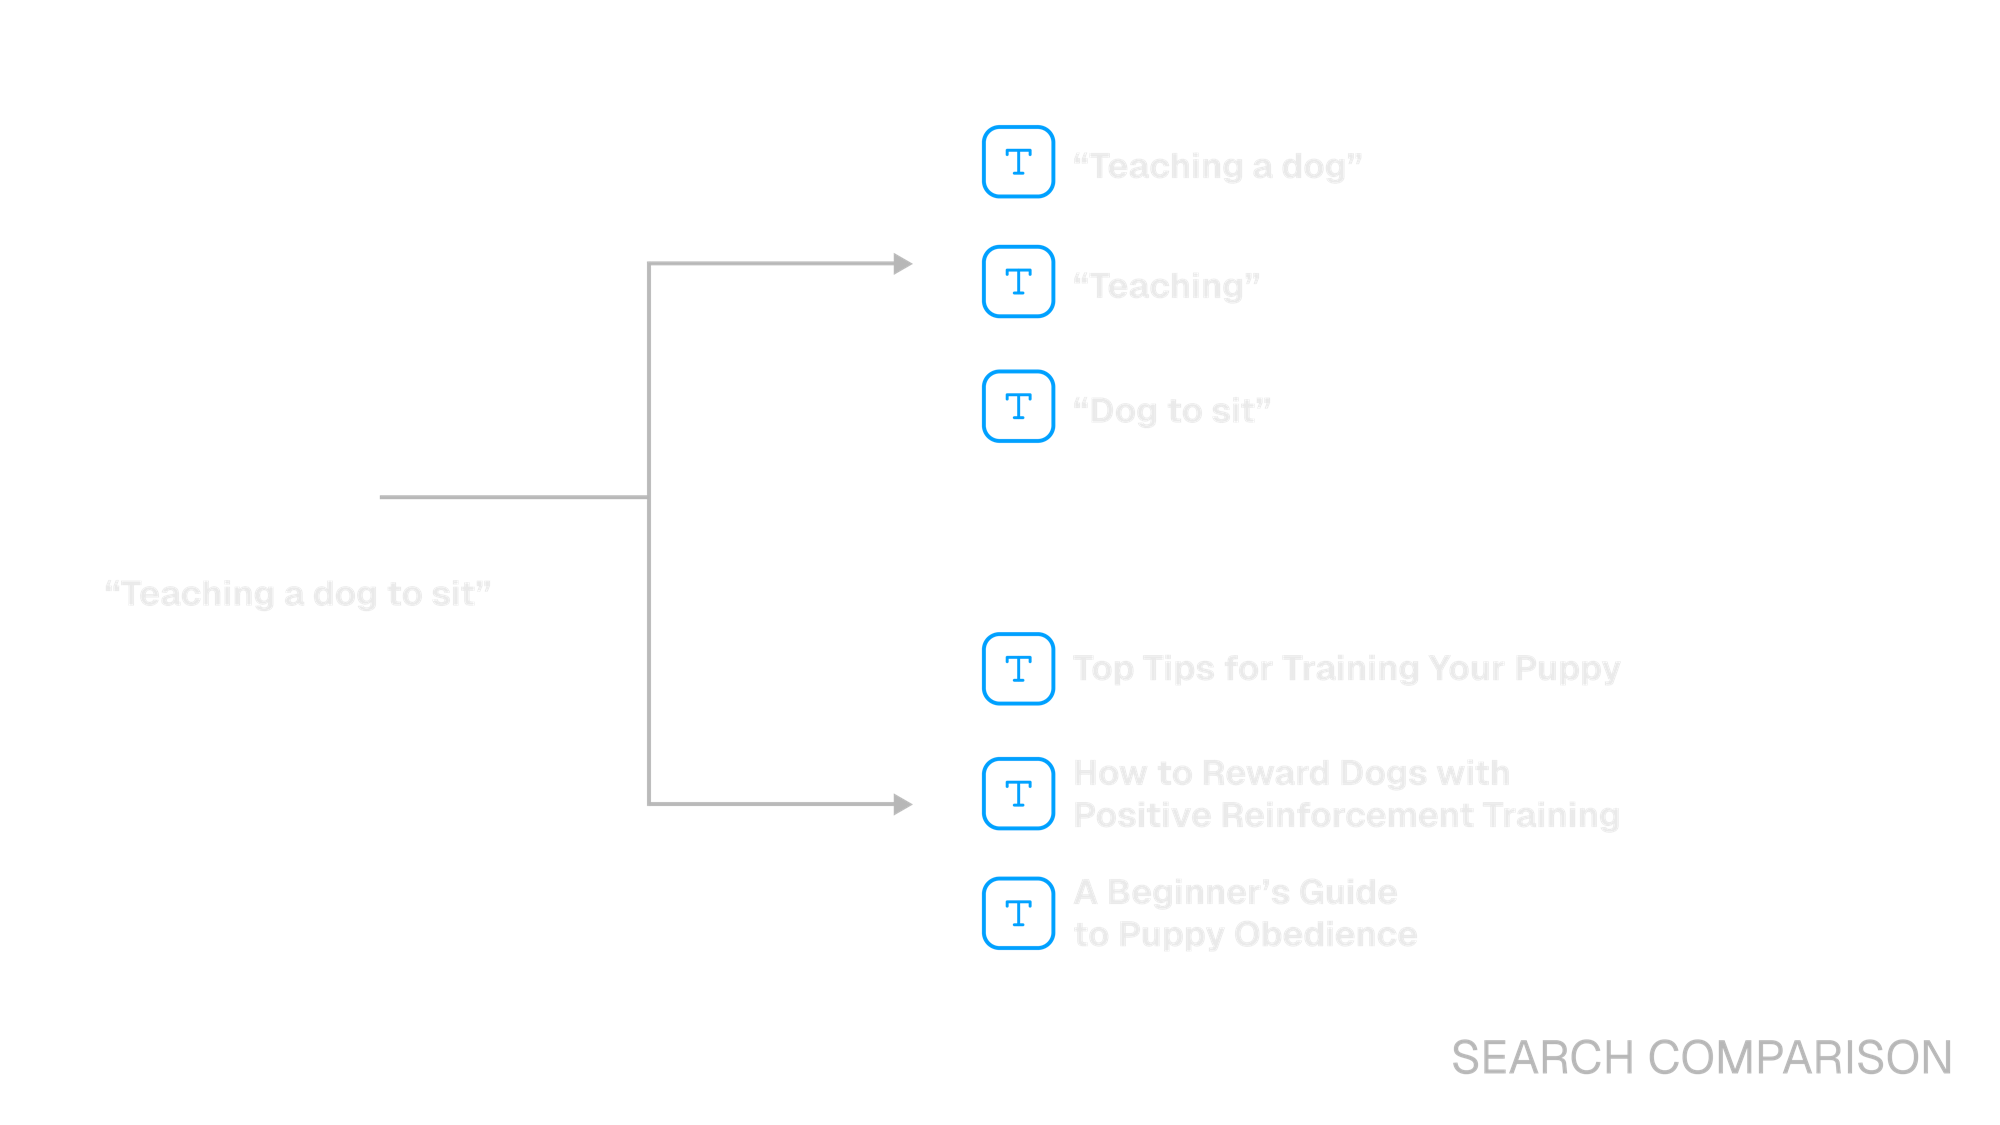 “Teaching a dog to sit”
“Teaching a dog”
“Teaching”
“Dog to sit”
Top Tips for Training Your Puppy
How to Reward Dogs with
Positive Reinforcement Training
A Beginner’s Guide
to Puppy Obedience
SEARCH COMPARISON